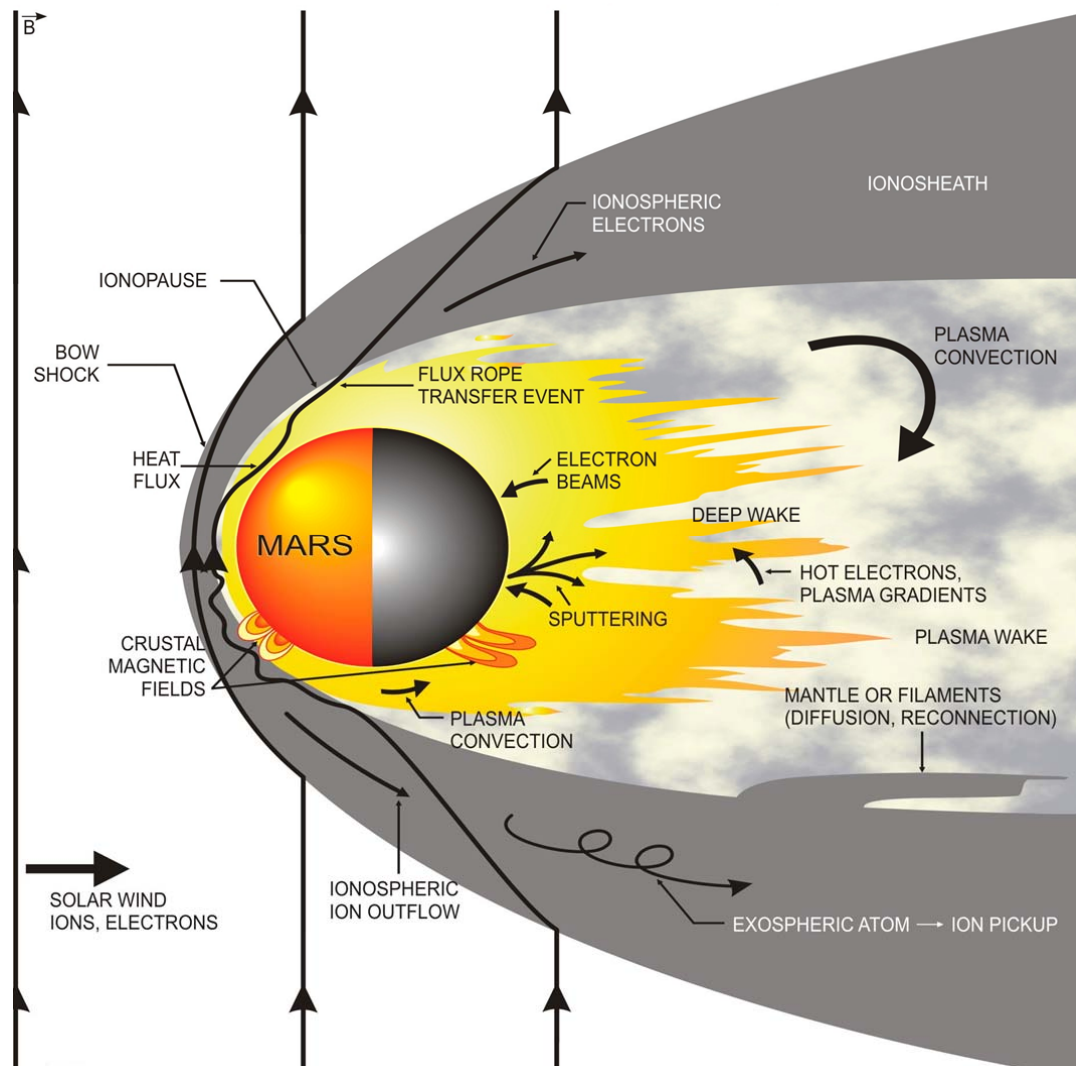 B
IONOSHEATH
IONOSPHERIC
ELECTRONS
IONOPAUSE
BOW
SHOCK
PLASMA
CONVECTION
FLUX ROPE
TRANSFER EVENT
HEAT
FLUX
ELECTRON
BEAMS
DEEP WAKE
MARS
HOT ELECTRONS,
PLASMA GRADIENTS
SPUTTERING
PLASMA WAKE
CRUSTAL
MAGNETIC
FIELDS
MANTLE OR FILAMENTS
(DIFFUSION, RECONNECTION)
PLASMA
CONVECTION
SOLAR WIND
IONS, ELECTRONS
IONOSPHERIC
ION OUTFLOW
EXOSPHERIC ATOM → ION PICKUP